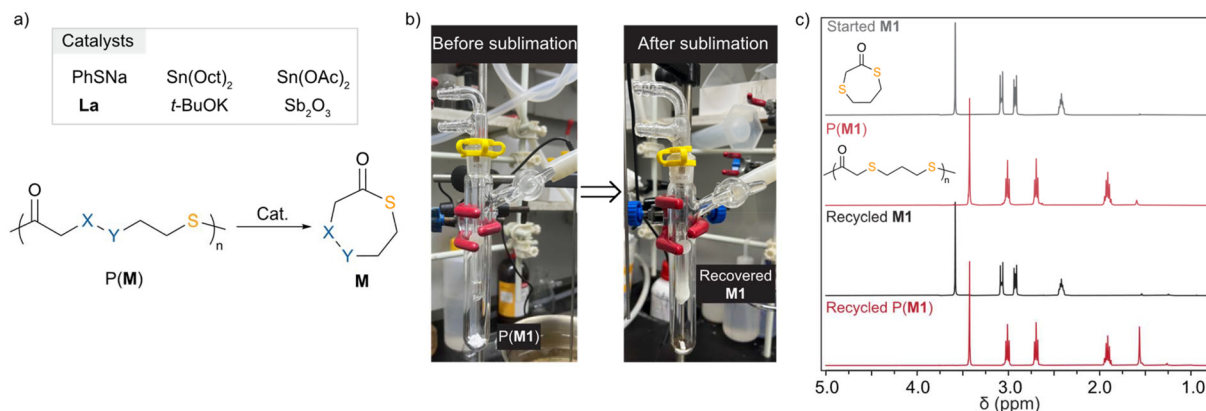 a)
Catalysts
PhSNa Sn(Oct)₂ Sn(OAc)₂
La t-BuOK Sb₂O₃
O
X
Y
S
n
Cat.
P(M)
O
S
X
Y
M
b)
Before sublimation
P(M1)
After sublimation
Recovered
M1
c)
Started M1
O
S
S
P(M1)
O
S
S
n
Recycled M1
Recycled P(M1)
5.0 4.0 3.0 2.0 1.0
δ (ppm)